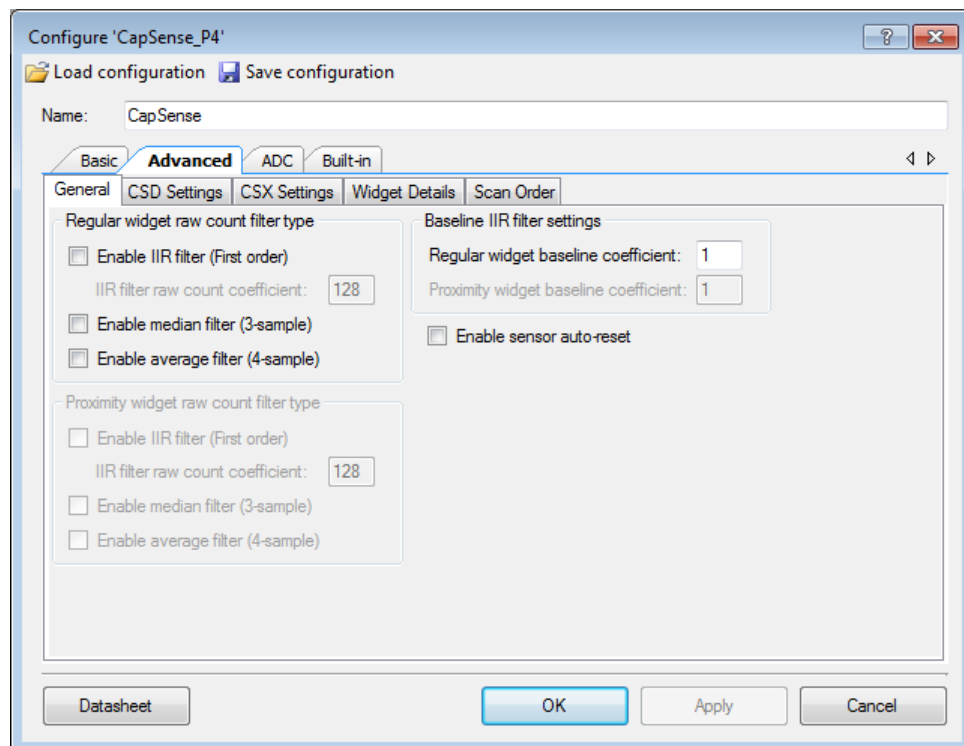 Configure 'CapSense_P4'
Load configuration Save configuration
Name: CapSense
Basic Advanced ADC Built-in
General CSD Settings CSX Settings Widget Details Scan Order
Regular widget raw count filter type
Enable IIR filter (First order)
IIR filter raw count coefficient: 128
Enable median filter (3-sample)
Enable average filter (4-sample)
Proximity widget raw count filter type
Enable IIR filter (First order)
IIR filter raw count coefficient: 128
Enable median filter (3-sample)
Enable average filter (4-sample)
Baseline IIR filter settings
Regular widget baseline coefficient: 1
Proximity widget baseline coefficient: 1
Enable sensor auto-reset
Datasheet OK Apply Cancel